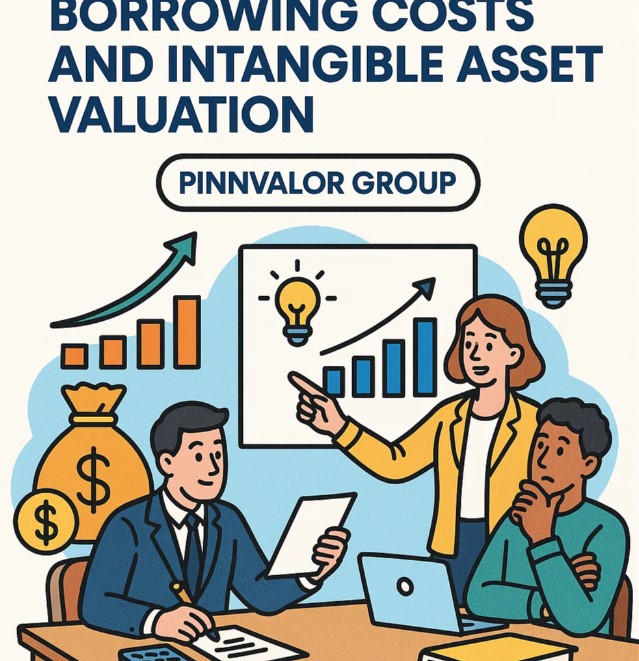 BORROWING COSTS
AND INTANGIBLE ASSET
VALUATION
PINNVALOR GROUP
$
$